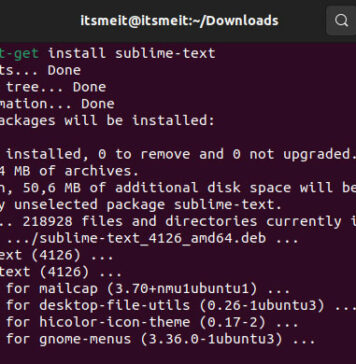 itsmeit@itsmeit:~/Downloads
t-get install sublime-text
ts... Done
tree... Done
mation... Done
ackages will be installed:
installed, 0 to remove and 0 not upgraded.
4 MB of archives.
n, 50,6 MB of additional disk space will be
y unselected package sublime-text.
.. 218928 files and directories currently i
.../sublime-text_4126_amd64.deb ...
ext (4126) ...
text (4126) ...
for mailcap (3.70+nmu1ubuntu1) ...
for desktop-file-utils (0.26-1ubuntu3) ...
for hicolor-icon-theme (0.17-2) ...
for gnome-menus (3.36.0-1ubuntu3) ...